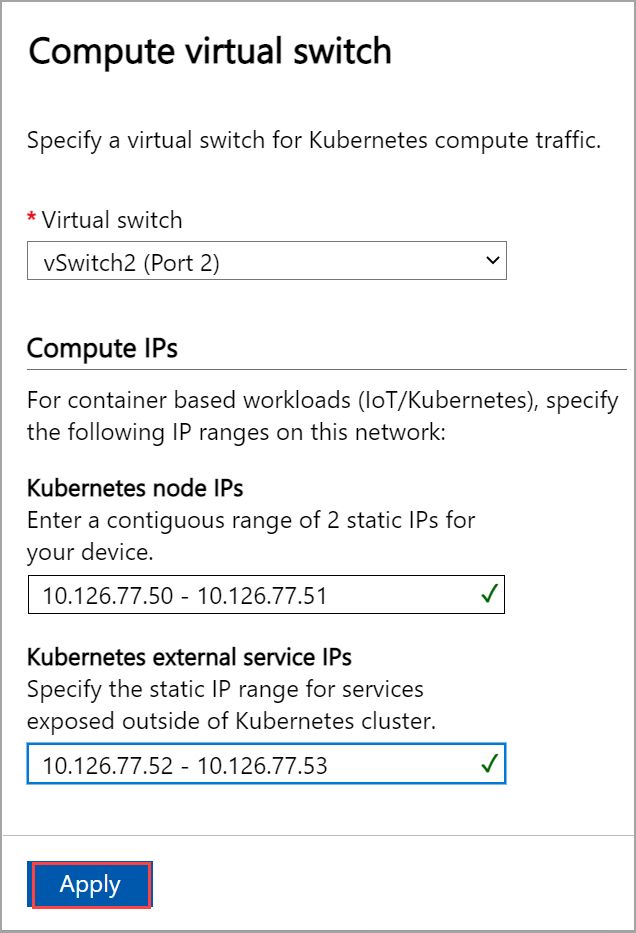 Compute virtual switch
Specify a virtual switch for Kubernetes compute traffic.
* Virtual switch
vSwitch2 (Port 2)
Compute IPs
For container based workloads (IoT/Kubernetes), specify
the following IP ranges on this network:
Kubernetes node IPs
Enter a contiguous range of 2 static IPs for
your device.
10.126.77.50 - 10.126.77.51
Kubernetes external service IPs
Specify the static IP range for services
exposed outside of Kubernetes cluster.
10.126.77.52 - 10.126.77.53
Apply